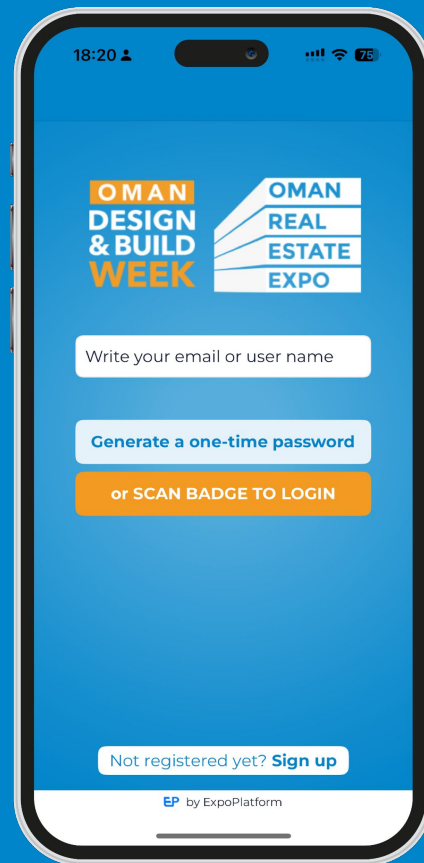 18:20
75
OMAN
DESIGN
& BUILD
WEEK
OMAN
REAL
ESTATE
EXPO
Write your email or user name
Generate a one-time password
or SCAN BADGE TO LOGIN
Not registered yet? Sign up
EP by ExpoPlatform